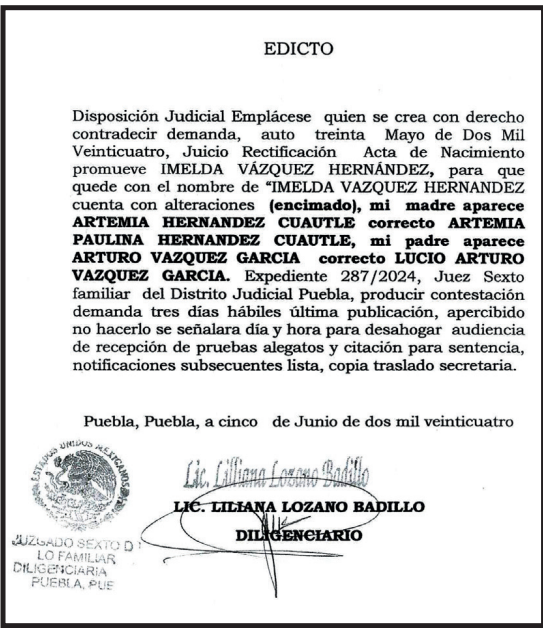 EDICTO
Disposición Judicial Emplácese quien se crea con derecho
contradecir demanda, auto treinta Mayo de Dos Mil
Veinticuatro, Juicio Rectificación Acta de Nacimiento
promueve IMELDA VÁZQUEZ HERNÁNDEZ, para que
quede con el nombre de "IMELDA VAZQUEZ HERNANDEZ
cuenta con alteraciones (encimado), mi madre aparece
ARTEMIA HERNANDEZ CUAUTLE correcto ARTEMIA
PAULINA HERNANDEZ CUAUTLE, mi padre aparece
ARTURO VAZQUEZ GARCIA correcto LUCIO ARTURO
VAZQUEZ GARCIA. Expediente 287/2024, Juez Sexto
familiar del Distrito Judicial Puebla, producir contestación
demanda tres días hábiles última publicación, apercibido
no hacerlo se señalara día y hora para desahogar audiencia
de recepción de pruebas alegatos y citación para sentencia,
notificaciones subsecuentes lista, copia traslado secretaria.
Puebla, Puebla, a cinco de Junio de dos mil veinticuatro
Lic. Lilliana Lozano Badillo
LIC. LILIANA LOZANO BADILLO
DILIGENCIARIO
ESTADOS UNIDOS MEXICANOS
JUZGADO SEXTO D
LO FAMILIAR
DILIGENCIARIA
PUEBLA, PUE